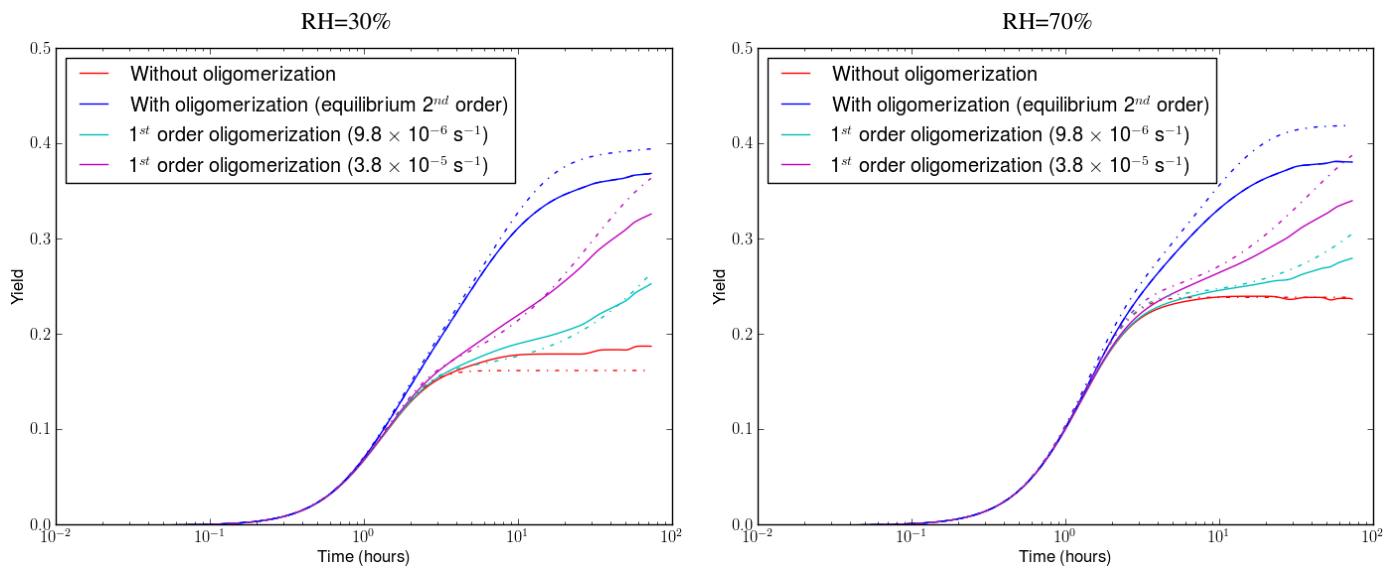 RH=30%
0.5
0.4
0.3
0.2
0.1
0.0
Yield
Without oligomerization
With oligomerization (equilibrium 2nd order)
1st order oligomerization (9.8 × 10−6 s−1)
1st order oligomerization (3.8 × 10−5 s−1)
10−2
10−1
100
101
102
Time (hours)
RH=70%
0.5
0.4
0.3
0.2
0.1
0.0
Yield
Without oligomerization
With oligomerization (equilibrium 2nd order)
1st order oligomerization (9.8 × 10−6 s−1)
1st order oligomerization (3.8 × 10−5 s−1)
10−2
10−1
100
101
102
Time (hours)